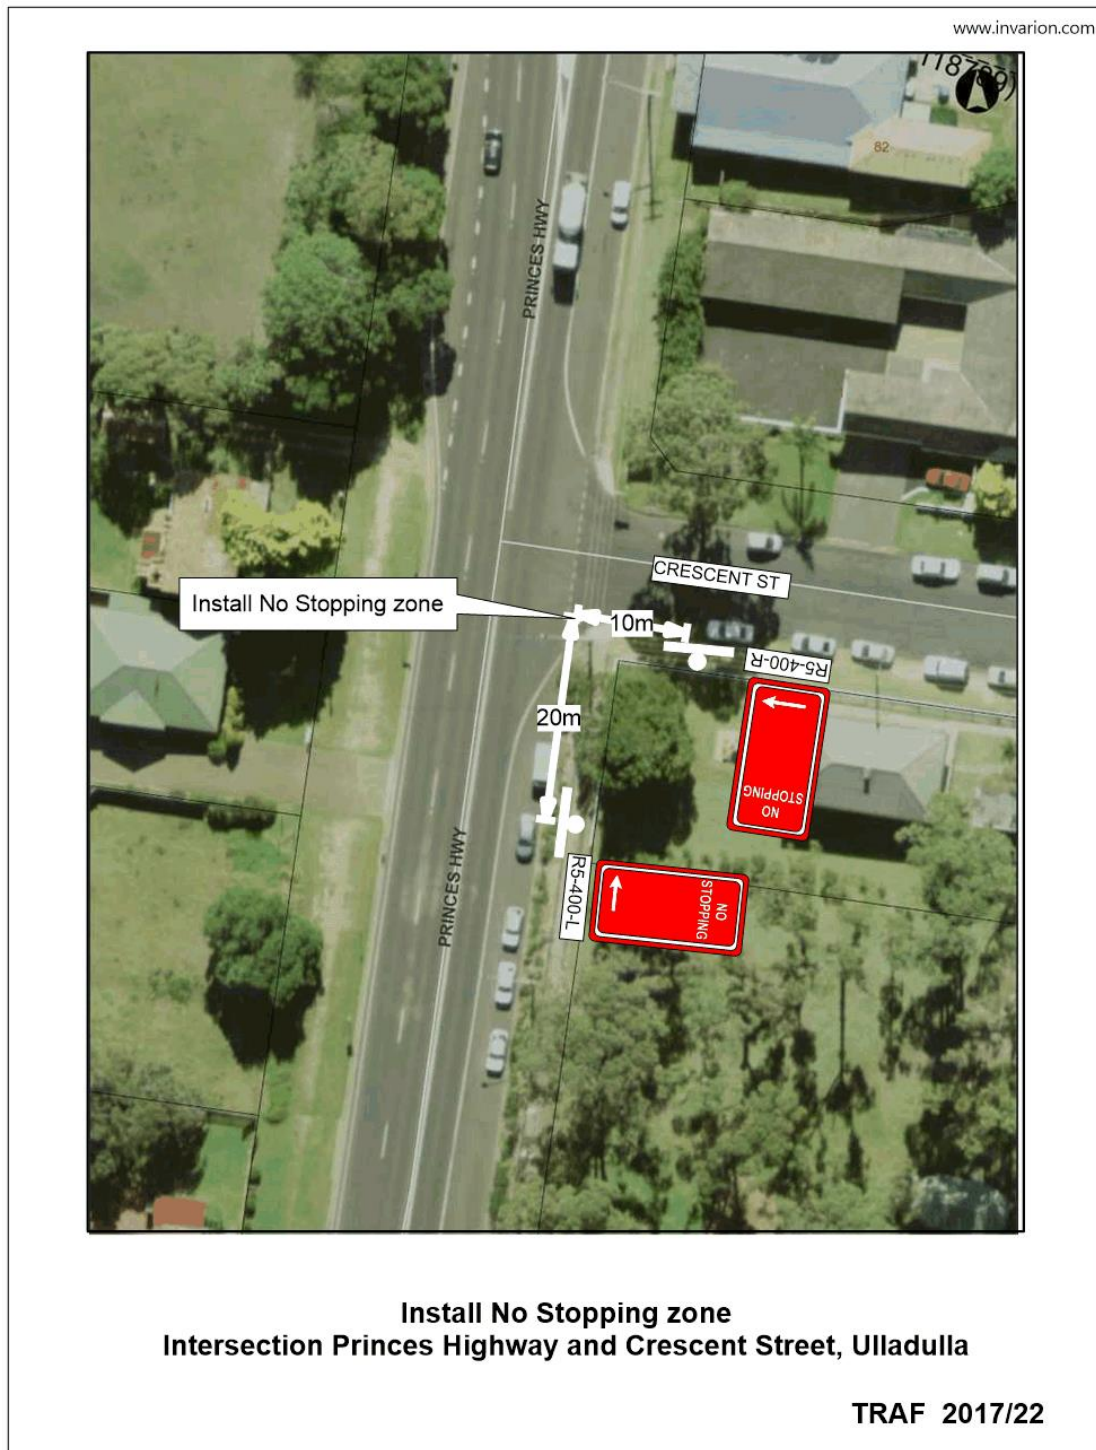 www.invarion.com
118769)
82
PRINCES HWY
CRESCENT ST
Install No Stopping zone
10m
R5-400-R
20m
NO
STOPPING
PRINCES HWY
R5-400-L
NO
STOPPING
Install No Stopping zone
Intersection Princes Highway and Crescent Street, Ulladulla
TRAF 2017/22